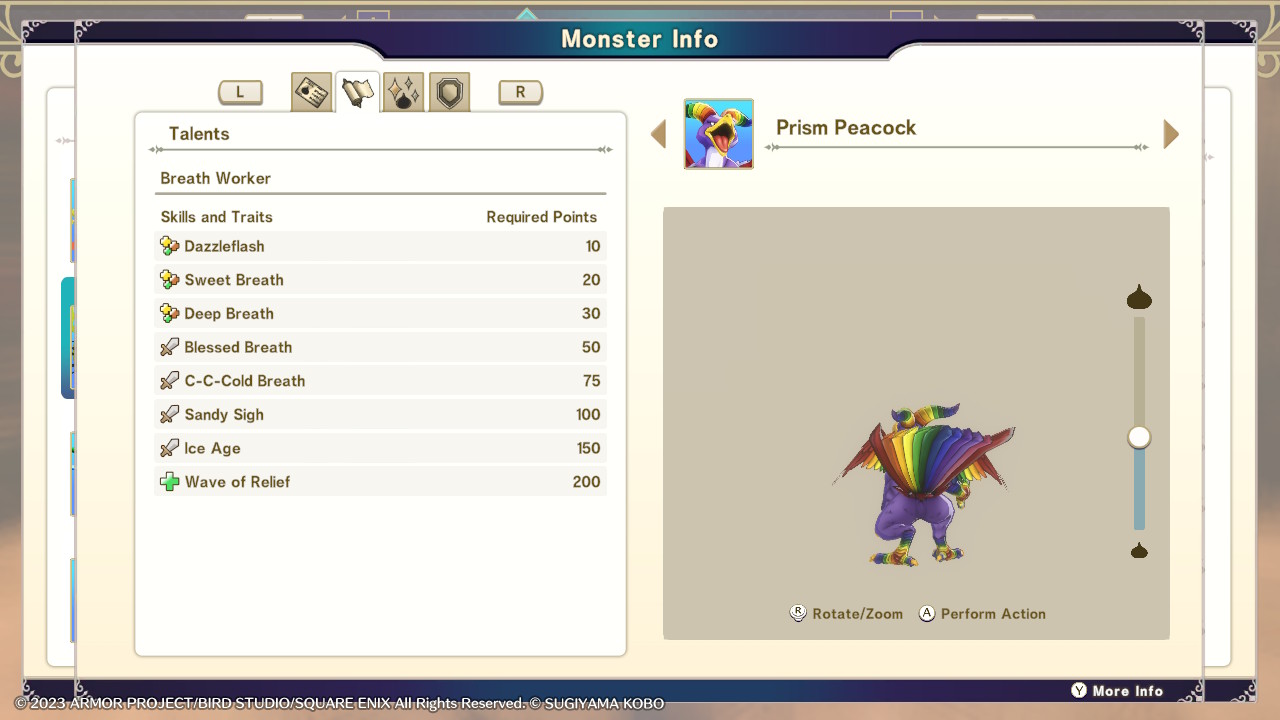 Monster Info
L
R
Talents
Breath Worker
Skills and Traits Required Points
Dazzleflash 10
Sweet Breath 20
Deep Breath 30
Blessed Breath 50
C-C-Cold Breath 75
Sandy Sigh 100
Ice Age 150
Wave of Relief 200
Prism Peacock
R Rotate/Zoom A Perform Action
Y More Info
© 2023 ARMOR PROJECT/BIRD STUDIO/SQUARE ENIX All Rights Reserved. © SUGIYAMA KOBO